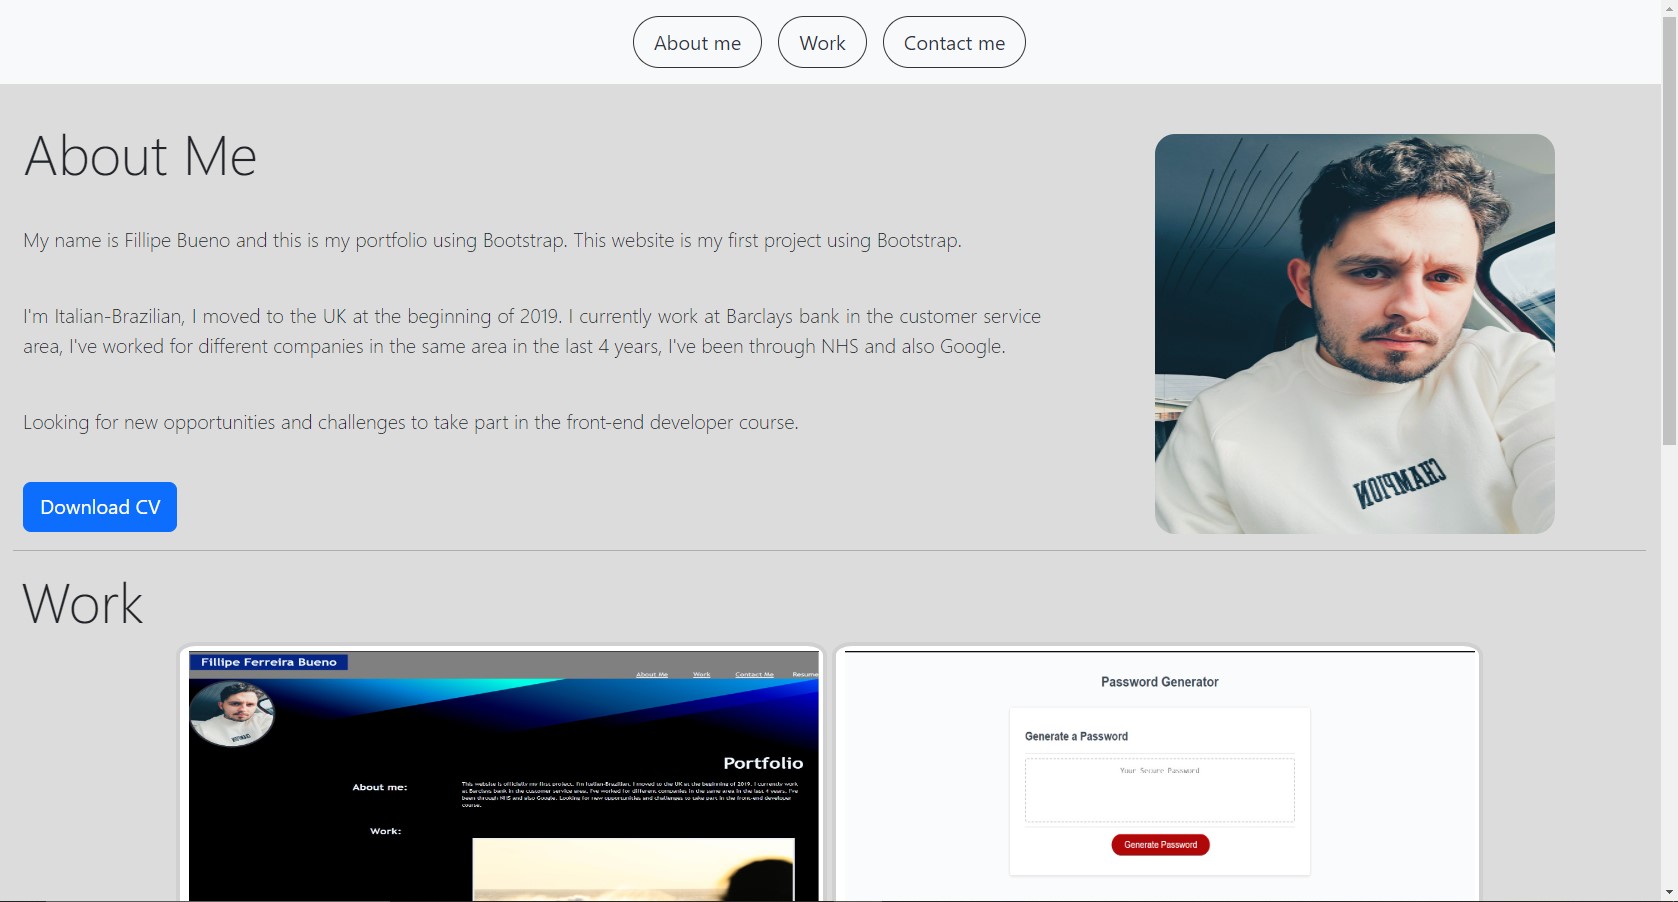 About me
Work
Contact me
About Me
My name is Fillipe Bueno and this is my portfolio using Bootstrap. This website is my first project using Bootstrap.
I'm Italian-Brazilian, I moved to the UK at the beginning of 2019. I currently work at Barclays bank in the customer service
area, I've worked for different companies in the same area in the last 4 years, I've been through NHS and also Google.
Looking for new opportunities and challenges to take part in the front-end developer course.
CHAMPION
Download CV
Work
Fillipe Ferreira Bueno
About Me
Work
Contact Me
Resume
Portfolio
About me:
This website is officially my first project. I'm Italian-Brazilian, I moved to the UK at the beginning of 2019. I currently work
at Barclays bank in the customer service area, I've worked for different companies in the same area in the last 4 years, I've
been through NHS and also Google. Looking for new opportunities and challenges to take part in the front-end developer
course.
Work:
Password Generator
Generate a Password
Your Secure Password
Generate Password